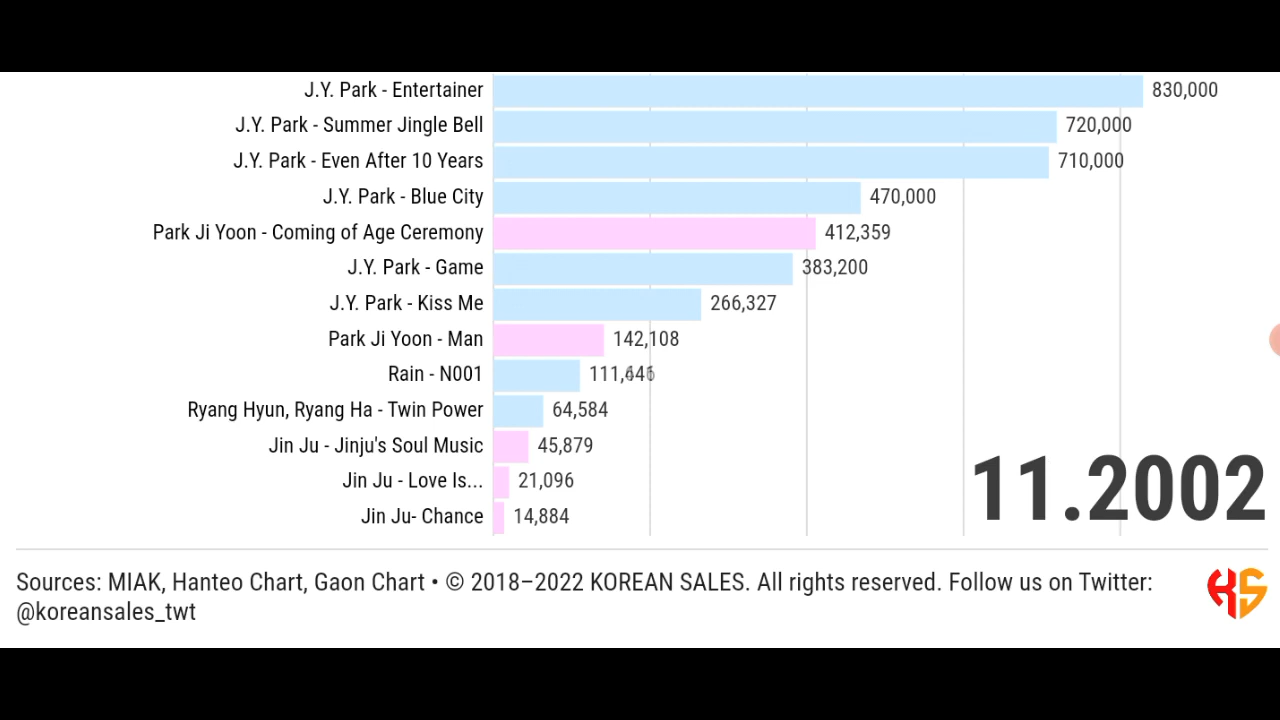 J.Y. Park - Entertainer 830,000
J.Y. Park - Summer Jingle Bell 720,000
J.Y. Park - Even After 10 Years 710,000
J.Y. Park - Blue City 470,000
Park Ji Yoon - Coming of Age Ceremony 412,359
J.Y. Park - Game 383,200
J.Y. Park - Kiss Me 266,327
Park Ji Yoon - Man 142,108
Rain - N001
Ryang Hyun, Ryang Ha - Twin Power 64,584
Jin Ju - Jinju's Soul Music 45,879
Jin Ju - Love Is... 21,096
Jin Ju- Chance 14,884
11.2002
Sources: MIAK, Hanteo Chart, Gaon Chart • © 2018–2022 KOREAN SALES. All rights reserved. Follow us on Twitter:
@koreansales_twt
KS